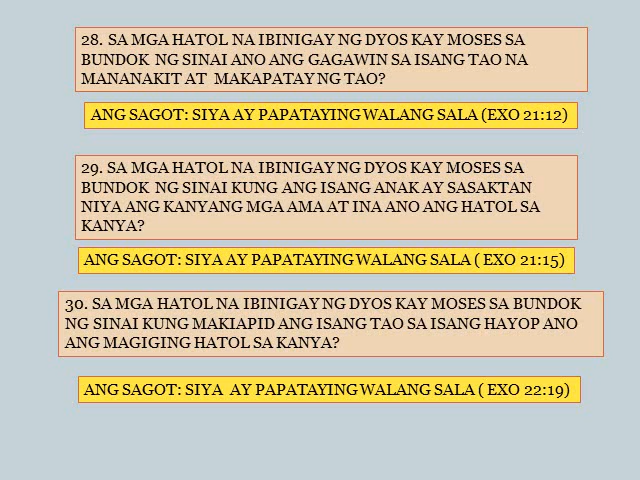 28. SA MGA HATOL NA IBINIGAY NG DYOS KAY MOSES SA
BUNDOK NG SINAI ANO ANG GAGAWIN SA ISANG TAO NA
MANANAKIT AT MAKAPATAY NG TAO?
ANG SAGOT: SIYA AY PAPATAYING WALANG SALA (EXO 21:12)
29. SA MGA HATOL NA IBINIGAY NG DYOS KAY MOSES SA
BUNDOK NG SINAI KUNG ANG ISANG ANAK AY SASAKTAN
NIYA ANG KANYANG MGA AMA AT INA ANO ANG HATOL SA
KANYA?
ANG SAGOT: SIYA AY PAPATAYING WALANG SALA ( EXO 21:15)
30. SA MGA HATOL NA IBINIGAY NG DYOS KAY MOSES SA BUNDOK
NG SINAI KUNG MAKIAPID ANG ISANG TAO SA ISANG HAYOP ANO
ANG MAGIGING HATOL SA KANYA?
ANG SAGOT: SIYA AY PAPATAYING WALANG SALA ( EXO 22:19)